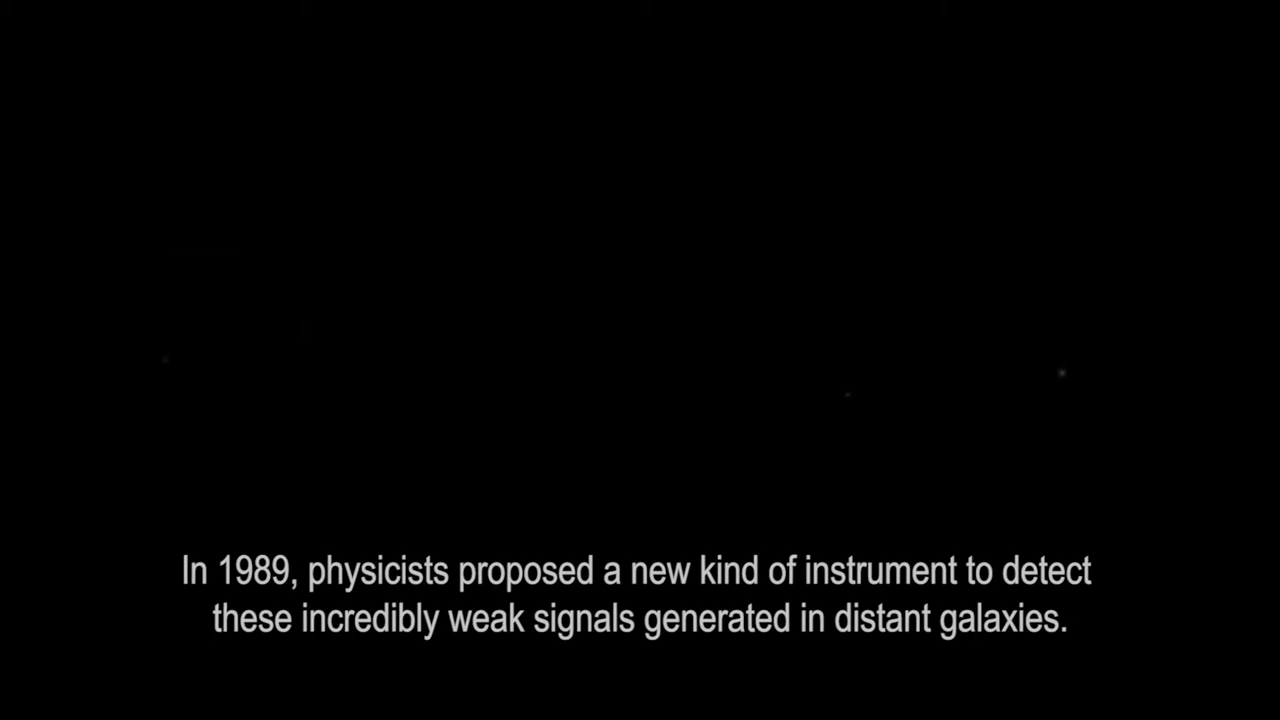 In 1989, physicists proposed a new kind of instrument to detect
these incredibly weak signals generated in distant galaxies.